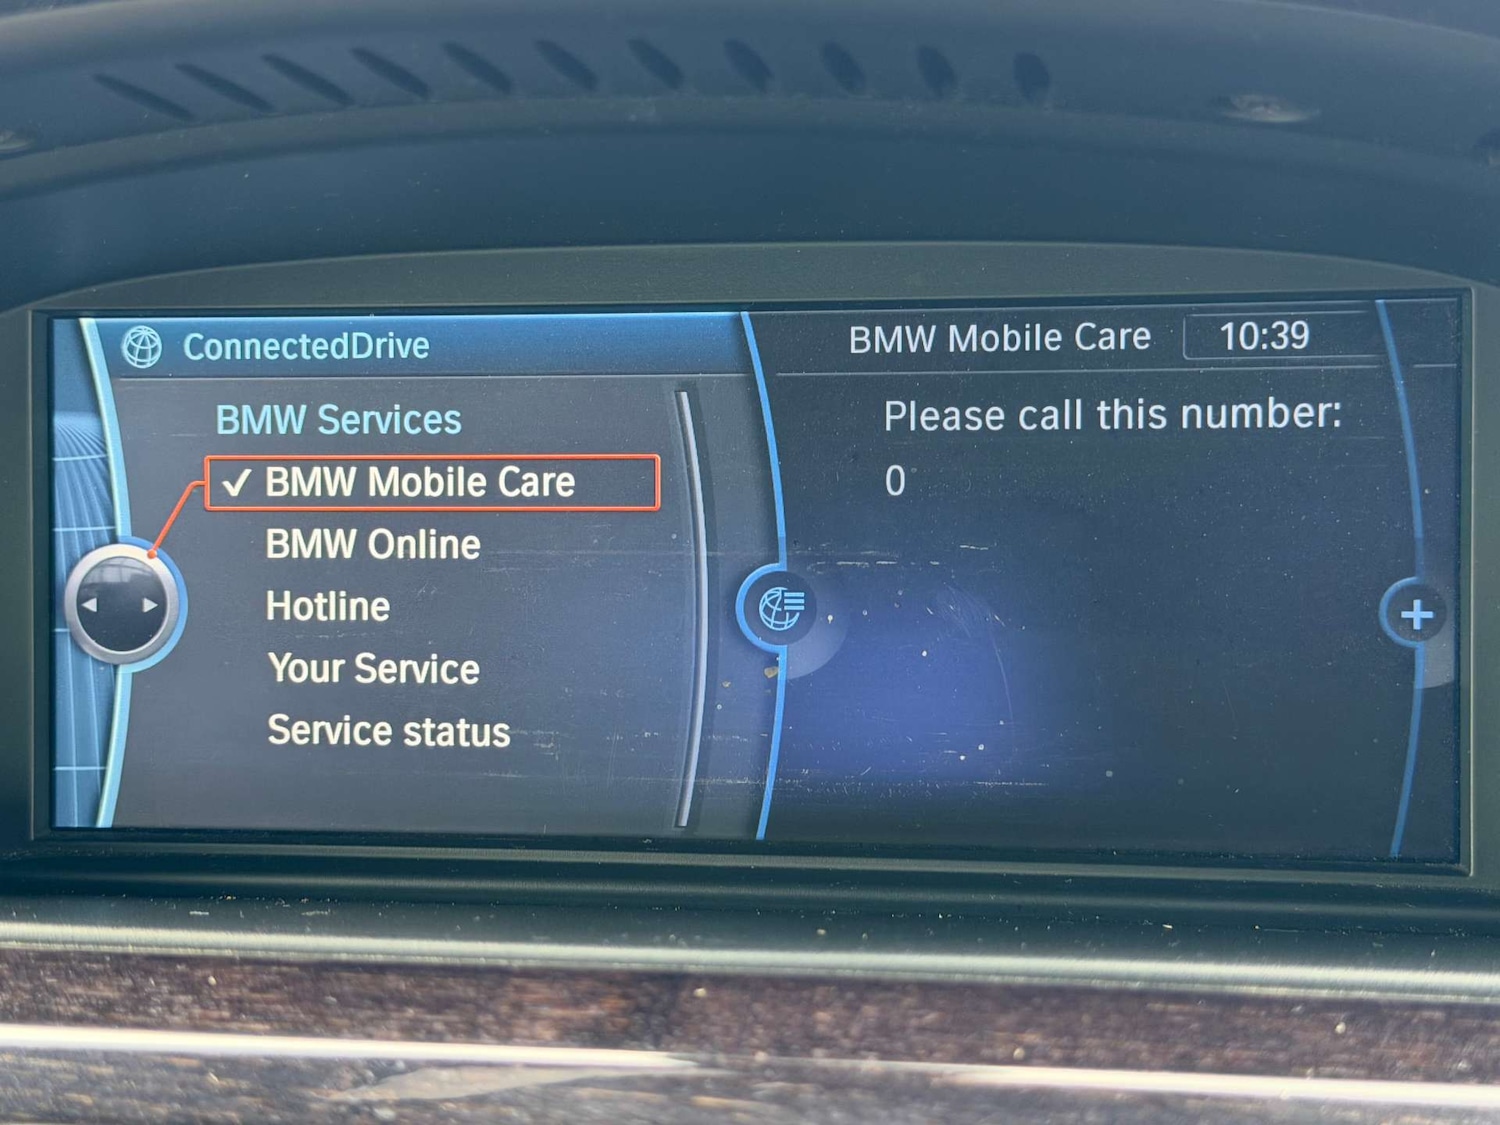 ConnectedDrive
BMW Services
✓ BMW Mobile Care
BMW Online
Hotline
Your Service
Service status
BMW Mobile Care 10:39
Please call this number:
0